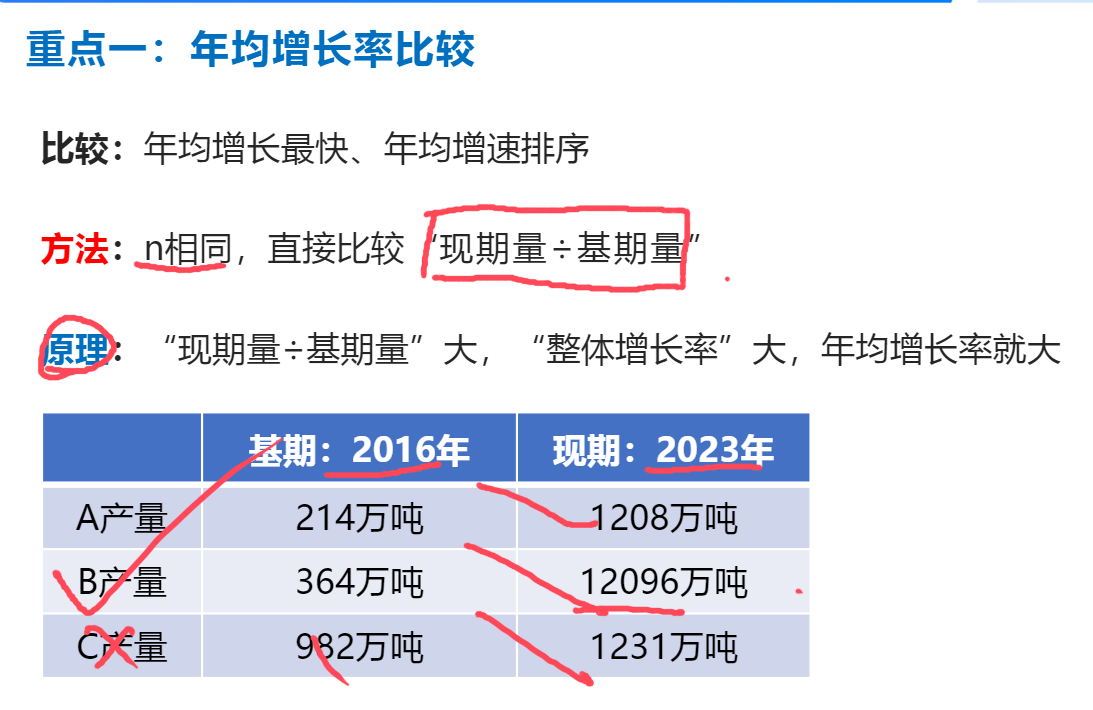 重点一：年均增长率比较
比较：年均增长最快、年均增速排序
方法：n相同，直接比较“现期量÷基期量”
原理：“现期量÷基期量”大，“整体增长率”大，年均增长率就大
基期：2016年 现期：2023年
A产量 214万吨 1208万吨
B产量 364万吨 12096万吨
C产量 982万吨 1231万吨